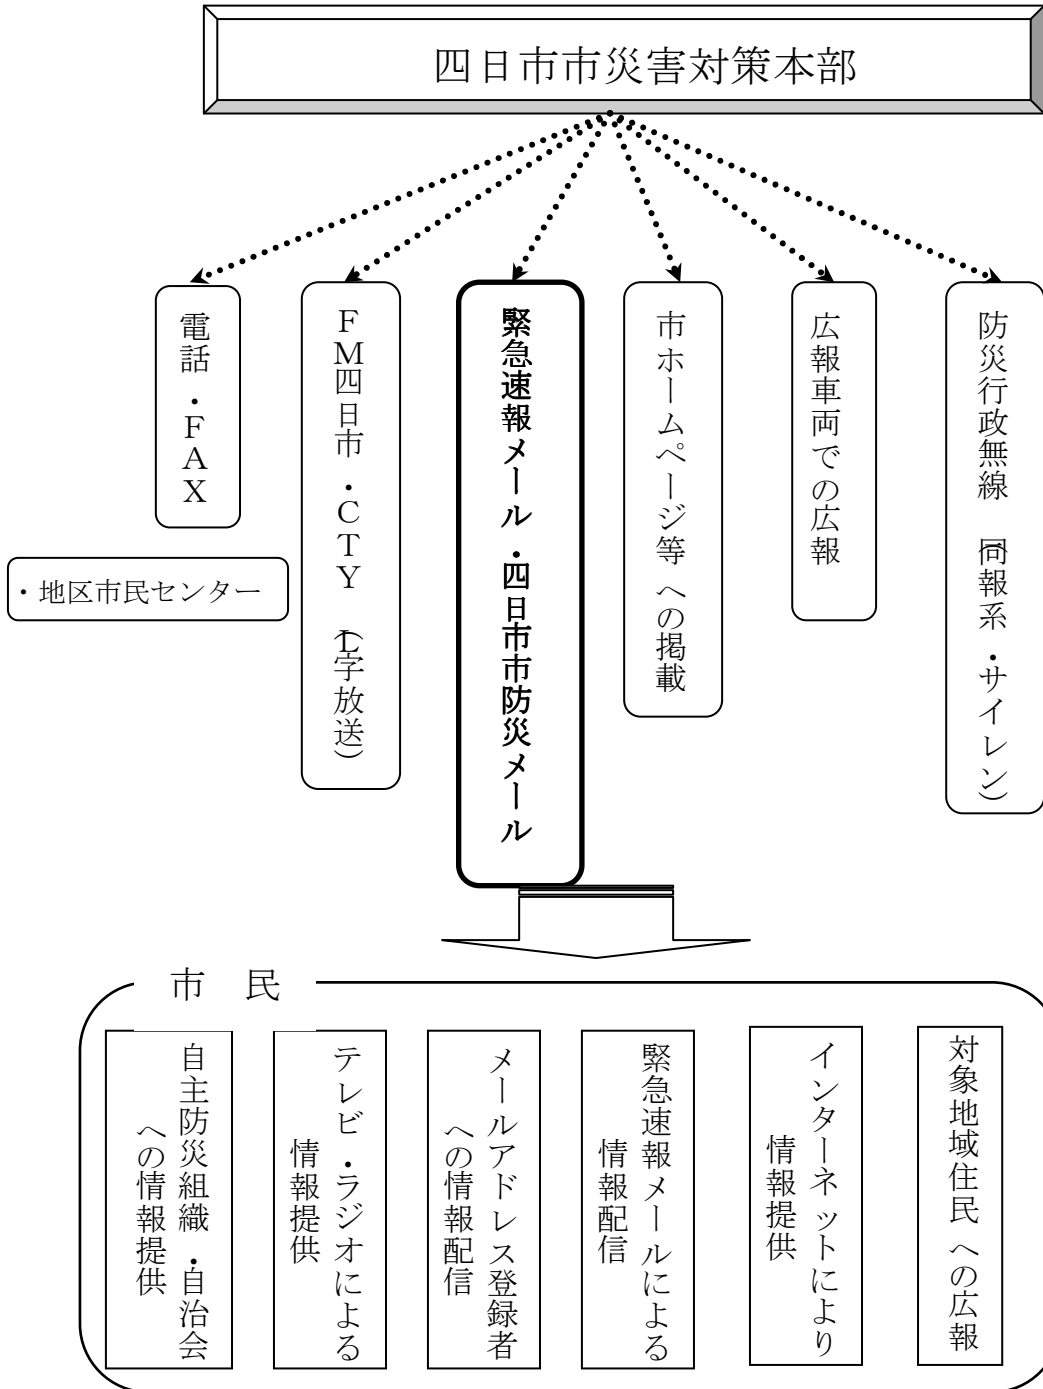 四日市市災害対策本部
電話・FAX
・地区市民センター
FM四日市・CTY（L字放送）
緊急速報メール・四日市市防災メール
市ホームページ等への掲載
広報車両での広報
防災行政無線（同報系・サイレン）
市 民
自主防災組織・自治会
への情報提供
テレビ・ラジオによる
情報提供
メールアドレス登録者
への情報配信
緊急速報メールによる
情報配信
インターネットにより
情報提供
対象地域住民への広報